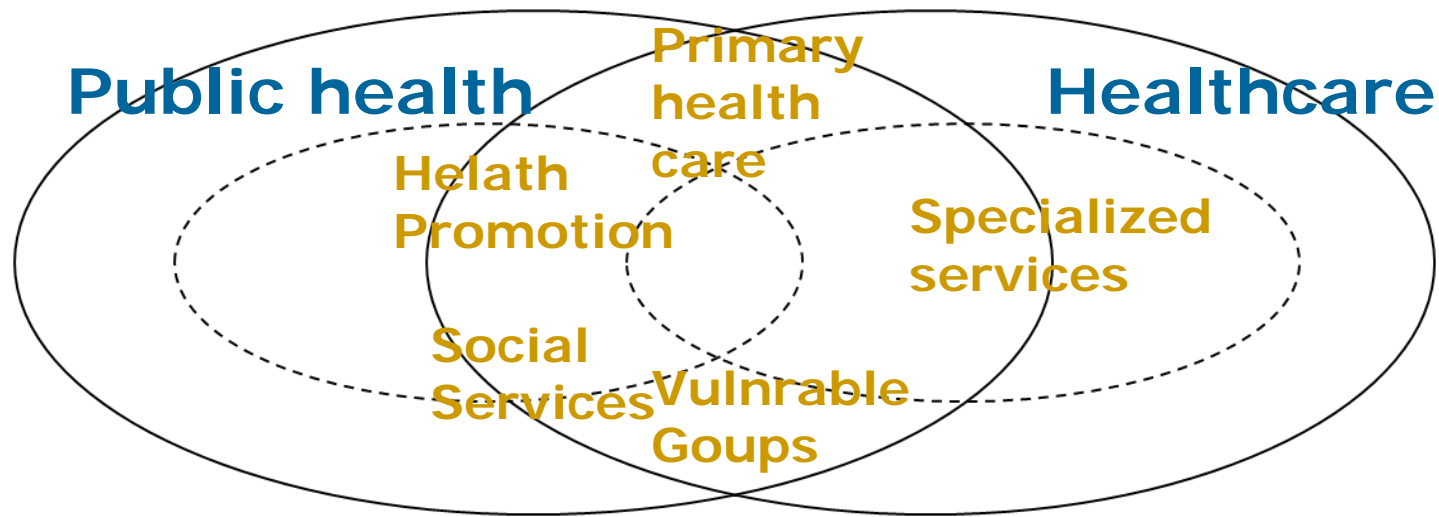 Public health
Primary
health
care
Healthcare
Helath
Promotion
Specialized
services
Social
Services
Vulnrable
Goups